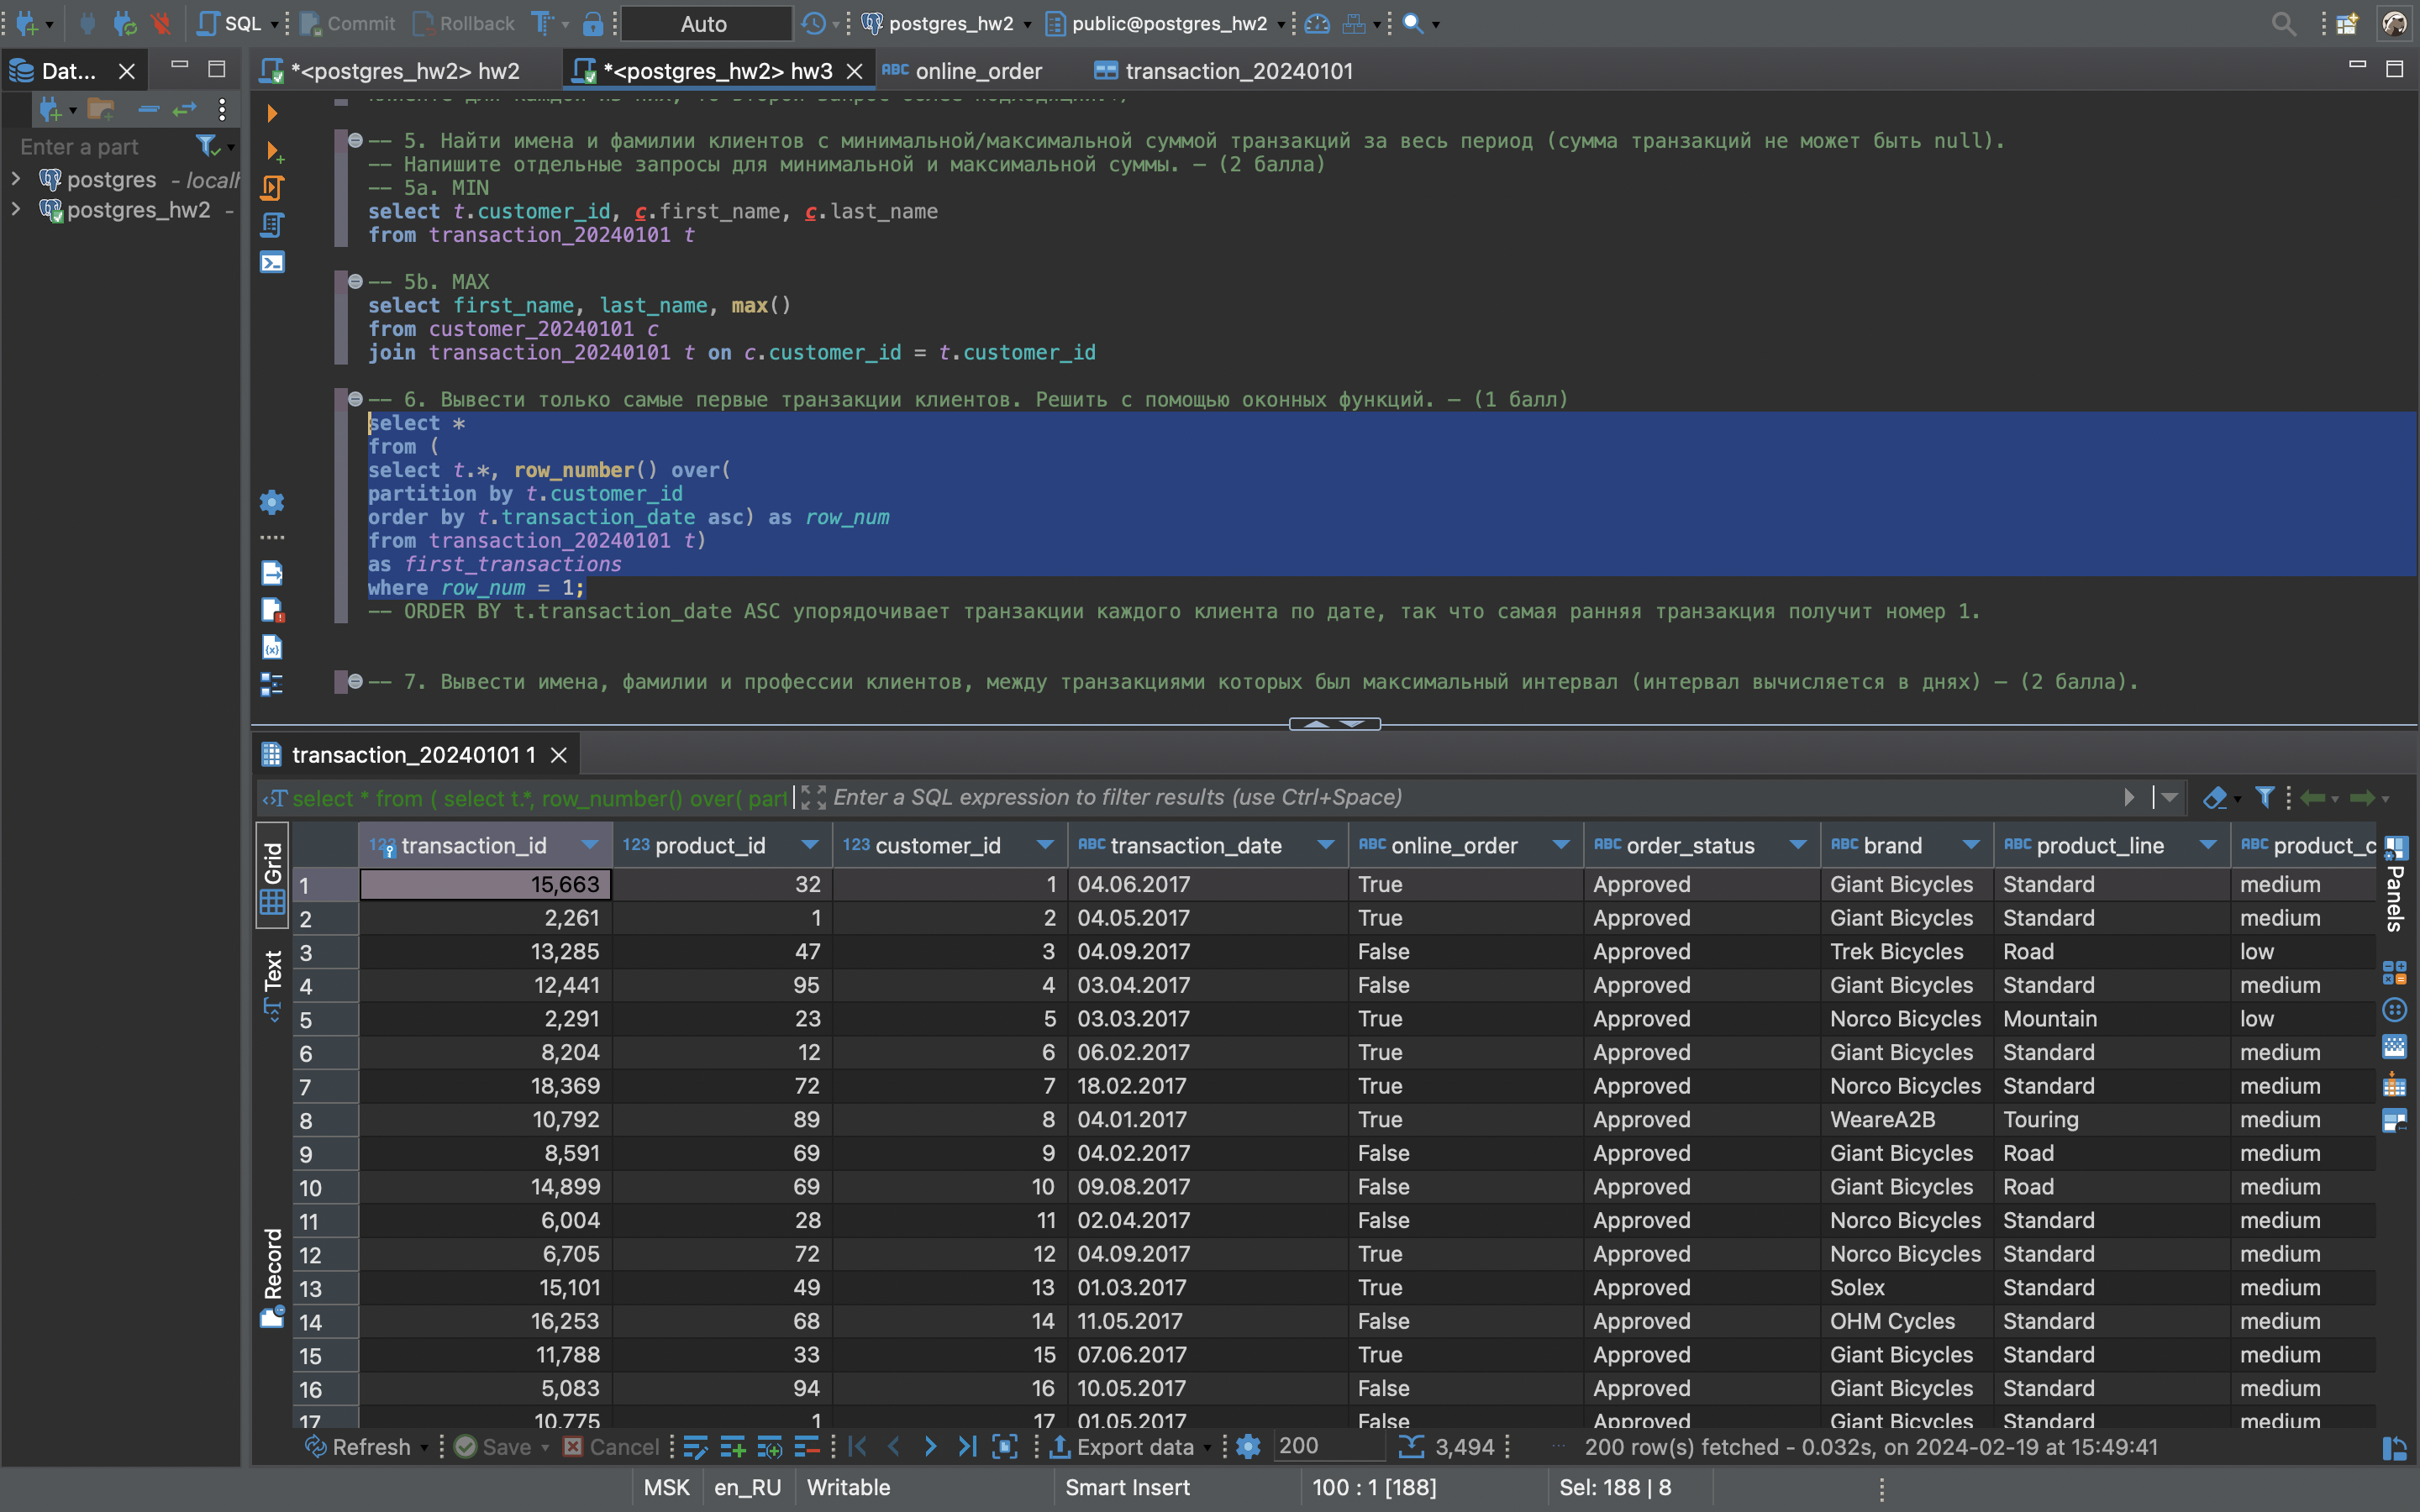 SQL Commit Rollback Auto postgres_hw2 public@postgres_hw2
Dat...
*<postgres_hw2> hw2
*<postgres_hw2> hw3
ABC online_order
transaction_20240101
Enter a part
postgres - localh
postgres_hw2 -
-- 5. Найти имена и фамилии клиентов с минимальной/максимальной суммой транзакций за весь период (сумма транзакций не может быть null).
-- Напишите отдельные запросы для минимальной и максимальной суммы. — (2 балла)
-- 5a. MIN
select t.customer_id, c.first_name, c.last_name
from transaction_20240101 t
-- 5b. MAX
select first_name, last_name, max()
from customer_20240101 c
join transaction_20240101 t on c.customer_id = t.customer_id
-- 6. Вывести только самые первые транзакции клиентов. Решить с помощью оконных функций. — (1 балл)
select *
from (
select t.*, row_number() over(
partition by t.customer_id
order by t.transaction_date asc) as row_num
from transaction_20240101 t)
as first_transactions
where row_num = 1;
-- ORDER BY t.transaction_date ASC упорядочивает транзакции каждого клиента по дате, так что самая ранняя транзакция получит номер 1.
-- 7. Вывести имена, фамилии и профессии клиентов, между транзакциями которых был максимальный интервал (интервал вычисляется в днях) — (2 балла).
transaction_20240101 1
select * from ( select t.*, row_number() over( part
Enter a SQL expression to filter results (use Ctrl+Space)
Grid
Text
Record
Panels
123 transaction_id 123 product_id 123 customer_id ABC transaction_date ABC online_order ABC order_status ABC brand ABC product_line ABC product_c
1 15,663 32 1 04.06.2017 True Approved Giant Bicycles Standard medium
2 2,261 1 2 04.05.2017 True Approved Giant Bicycles Standard medium
3 13,285 47 3 04.09.2017 False Approved Trek Bicycles Road low
4 12,441 95 4 03.04.2017 False Approved Giant Bicycles Standard medium
5 2,291 23 5 03.03.2017 True Approved Norco Bicycles Mountain low
6 8,204 12 6 06.02.2017 True Approved Giant Bicycles Standard medium
7 18,369 72 7 18.02.2017 True Approved Norco Bicycles Standard medium
8 10,792 89 8 04.01.2017 True Approved WeareA2B Touring medium
9 8,591 69 9 04.02.2017 False Approved Giant Bicycles Road medium
10 14,899 69 10 09.08.2017 False Approved Giant Bicycles Road medium
11 6,004 28 11 02.04.2017 False Approved Norco Bicycles Standard medium
12 6,705 72 12 04.09.2017 True Approved Norco Bicycles Standard medium
13 15,101 49 13 01.03.2017 True Approved Solex Standard medium
14 16,253 68 14 11.05.2017 False Approved OHM Cycles Standard medium
15 11,788 33 15 07.06.2017 True Approved Giant Bicycles Standard medium
16 5,083 94 16 10.05.2017 False Approved Giant Bicycles Standard medium
17 10,775 1 17 01.05.2017 False Approved Giant Bicycles Standard medium
Refresh Save Cancel Export data 200 3,494 200 row(s) fetched - 0.032s, on 2024-02-19 at 15:49:41
MSK en_RU Writable Smart Insert 100 : 1 [188] Sel: 188 | 8